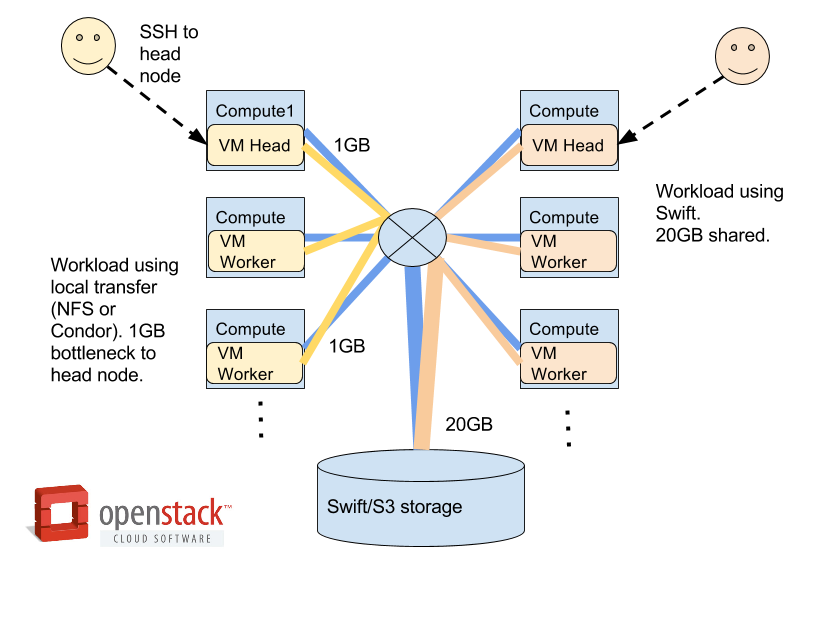 SSH to
head
node
Compute1
VM Head
1GB
Compute
VM Head
Workload using
Swift.
20GB shared.
Compute
VM
Worker
Compute
VM
Worker
Workload using
local transfer
(NFS or
Condor). 1GB
bottleneck to
head node.
Compute
VM
Worker
1GB
Compute
VM
Worker
20GB
Swift/S3 storage
openstack™
CLOUD SOFTWARE